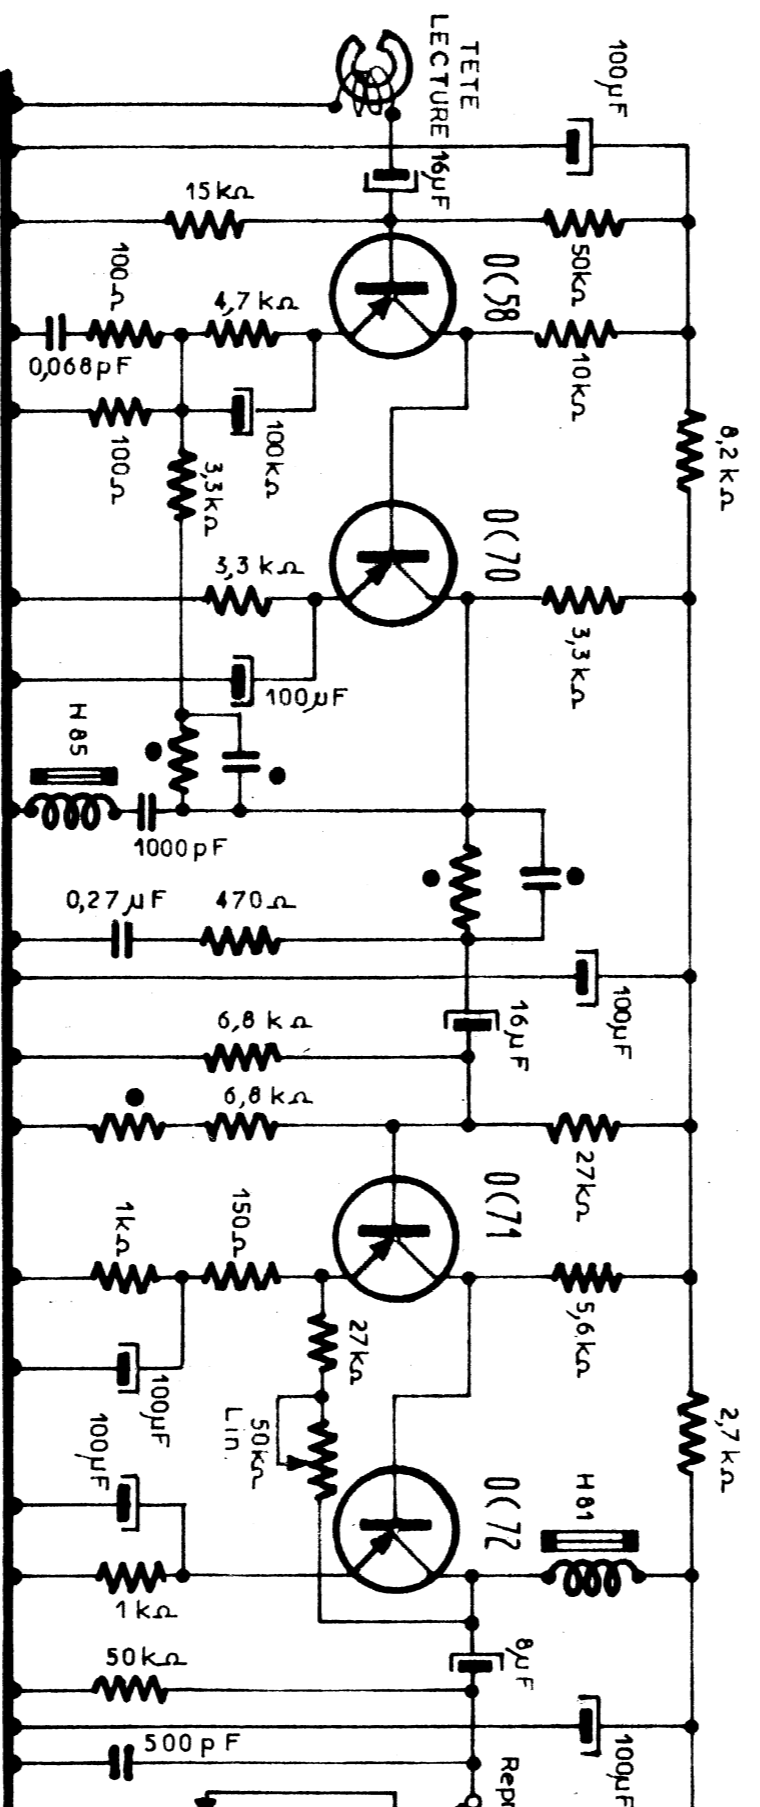 TETE
LECTURE
100µF
16µF
15kΩ
50kΩ
OC58
100Ω
4,7kΩ
10kΩ
0,068pF
100Ω
100kΩ
8,2kΩ
3,3kΩ
OC70
3,3kΩ
3,3kΩ
100µF
H85
1000pF
0,27µF
470Ω
16µF
100µF
6,8kΩ
6,8kΩ
27kΩ
OC71
1kΩ
150Ω
5,6kΩ
27kΩ
100µF
50kΩ
Lin.
2,7kΩ
100µF
OC72
H81
1kΩ
50kΩ
8µF
100µF
500pF
Repr